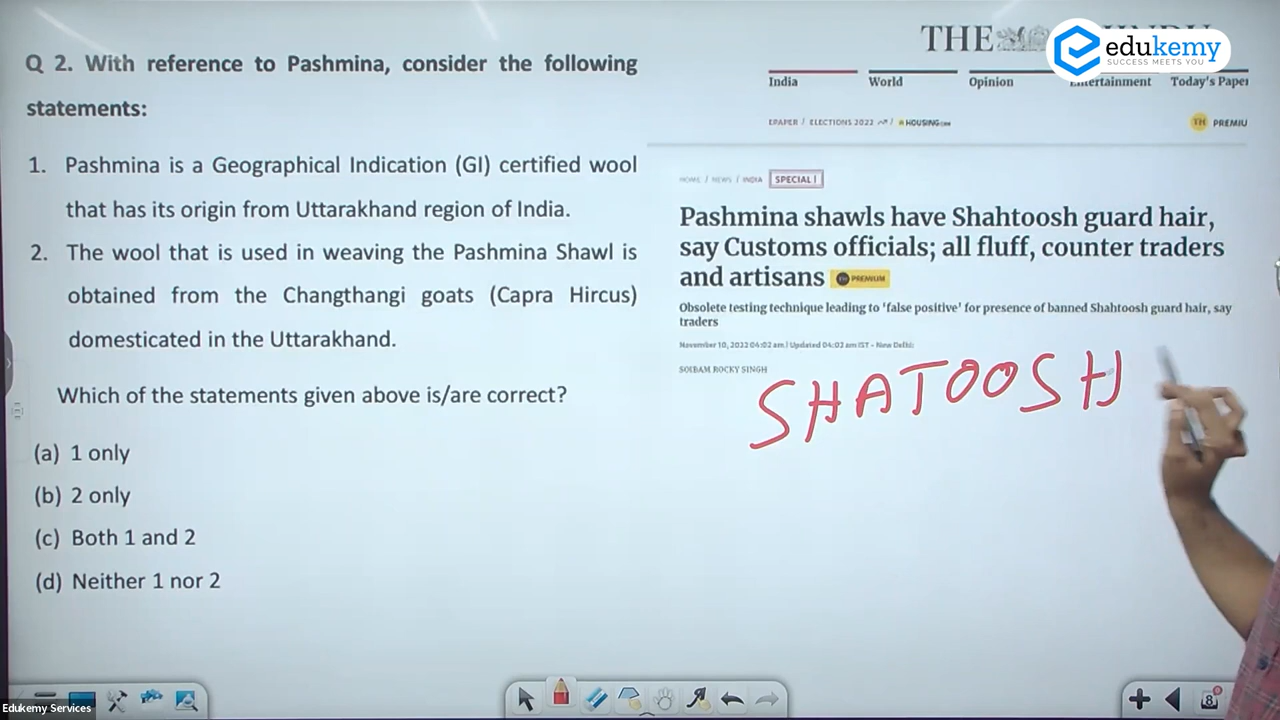 THE HINDU
edukemy
SUCCESS MEETS YOU
India World Opinion Entertainment Today's Paper
EPAPER / ELECTIONS 2022 / HOUSING.COM
TH PREMIU
HOME / NEWS / INDIA SPECIAL!
Pashmina shawls have Shahtoosh guard hair,
say Customs officials; all fluff, counter traders
and artisans PREMIUM
Obsolete testing technique leading to 'false positive' for presence of banned Shahtoosh guard hair, say
traders
November 10, 2022 04:02 am | Updated 04:03 am IST - New Delhi:
SOIBAM ROCKY SINGH
SHATOOSH
Q 2. With reference to Pashmina, consider the following
statements:
1. Pashmina is a Geographical Indication (GI) certified wool
that has its origin from Uttarakhand region of India.
2. The wool that is used in weaving the Pashmina Shawl is
obtained from the Changthangi goats (Capra Hircus)
domesticated in the Uttarakhand.
Which of the statements given above is/are correct?
(a) 1 only
(b) 2 only
(c) Both 1 and 2
(d) Neither 1 nor 2
Edukemy Services
8